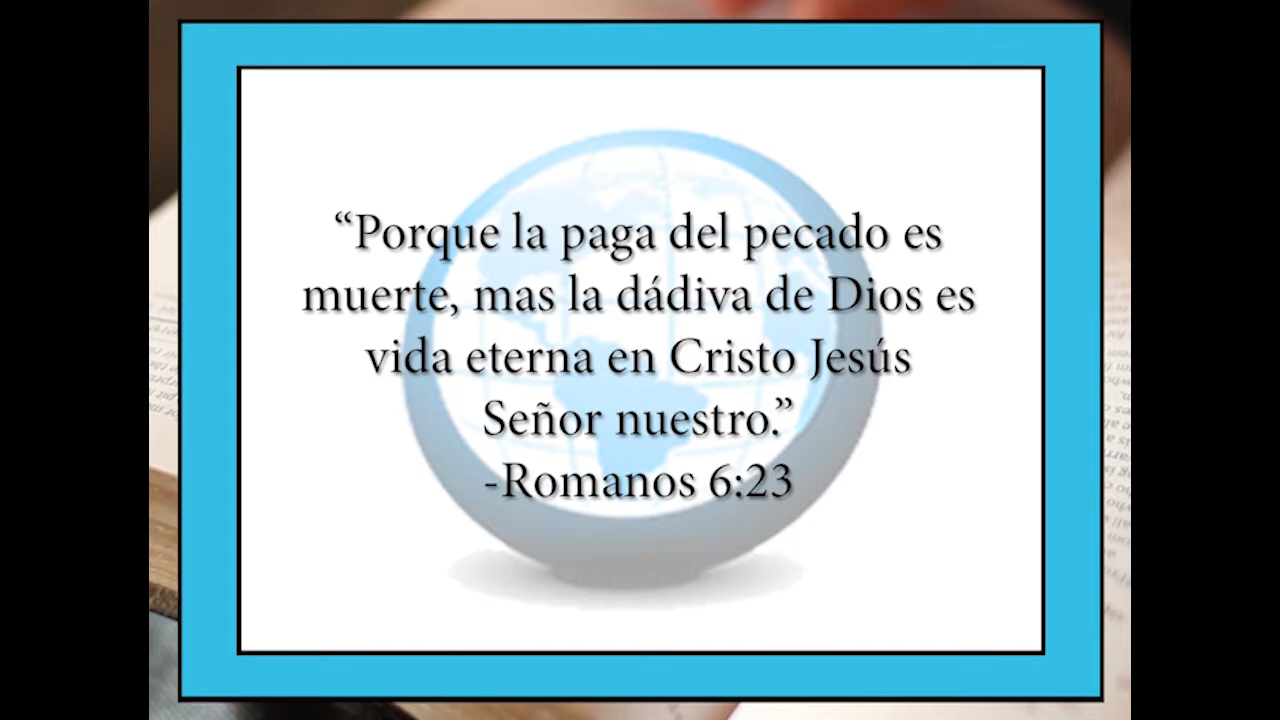 “Porque la paga del pecado es
muerte, mas la dádiva de Dios es
vida eterna en Cristo Jesús
Señor nuestro.”
-Romanos 6:23